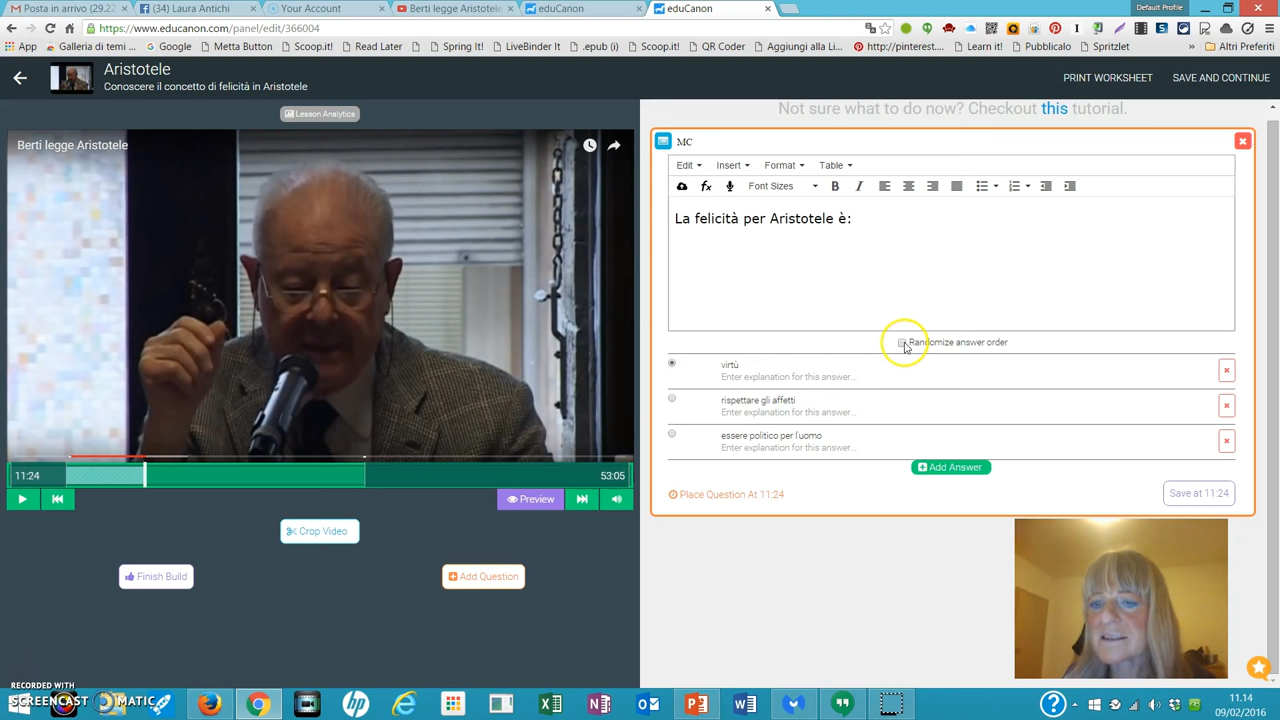 Posta in arrivo (29.22
(34) Laura Antichi
Your Account
Berti legge Aristotele
eduCanon
eduCanon
Default Profile
https://www.educanon.com/panel/edit/366004
App
Galleria di temi ...
Google
Metta Button
Scoop.it!
Read Later
Spring It!
LiveBinder It
.epub (i)
Scoop.it!
QR Coder
Aggiungi alla Li...
http://pinterest....
Learn it!
Pubblicalo
Spritzlet
»
Altri Preferiti
Aristotele
Conoscere il concetto di felicità in Aristotele
PRINT WORKSHEET
SAVE AND CONTINUE
Lesson Analytics
Not sure what to do now? Checkout this tutorial.
Berti legge Aristotele
MC
Edit
Insert
Format
Table
fx
Font Sizes
B
I
La felicità per Aristotele è:
Randomize answer order
virtù
Enter explanation for this answer...
rispettare gli affetti
Enter explanation for this answer...
essere politico per l'uomo
Enter explanation for this answer...
Add Answer
Place Question At 11:24
Save at 11:24
11:24
53:05
Preview
Crop Video
Finish Build
Add Question
RECORDED WITH
SCREENCAST MATIC
11.14
09/02/2016